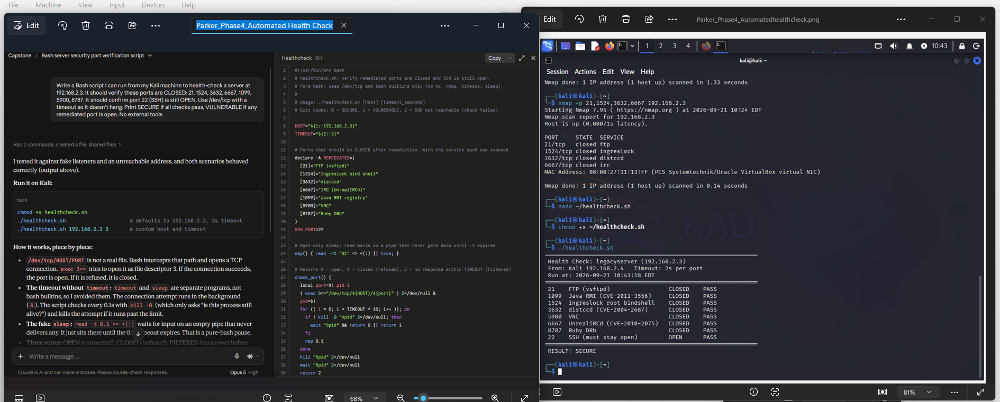 File Machine View Input Devices Help
Edit
Parker_Phase4_Automated Health Check
Capstone / Bash server security port verification script
Write a Bash script I can run from my Kali machine to health-check a server at
192.168.2.3. It should verify these ports are CLOSED: 21, 1524, 3632, 6667, 1099,
5900, 8787. It should confirm port 22 (SSH) is still OPEN. Use /dev/tcp with a
timeout so it doesn't hang. Print SECURE if all checks pass, VULNERABLE if any
remediated port is open. No external tools
Ran 2 commands, created a file, shared files >
I tested it against fake listeners and an unreachable address, and both scenarios behaved
correctly (output above).
Run it on Kali:
bash
chmod +x healthcheck.sh
./healthcheck.sh # defaults to 192.168.2.3, 2s timeout
./healthcheck.sh 192.168.2.3 3 # custom host and timeout
How it works, piece by piece:
• /dev/tcp/HOST/PORT is not a real file. Bash intercepts that path and opens a TCP
connection. exec 3<> tries to open it as file descriptor 3. If the connection succeeds,
the port is open. If it is refused, it is closed.
• The timeout without timeout: timeout and sleep are separate programs, not
bash builtins, so I avoided them. The connection attempt runs in the background
(&). The script checks every 0.1s with kill -0 (which only asks "is this process still
alive?") and kills the attempt if it runs past the limit.
• The fake sleep: read -t 0.1 <> <(:) waits for input on an empty pipe that never
delivers any. It just sits there until the 0. timeout expires. That is a pure-bash pause.
• Three states: OPEN (connected), CLOSED (refused), FILTERED (no answer before
Write a message...
Claude is AI and can make mistakes. Please double-check responses.
Opus 5 High
Healthcheck · SH
Copy
1 #!/usr/bin/env bash
2 # healthcheck.sh: verify remediated ports are closed and SSH is still open.
3 # Pure bash: uses /dev/tcp and bash builtins only (no nc, nmap, timeout, sleep).
4 #
5 # Usage: ./healthcheck.sh [host] [timeout_seconds]
6 # Exit codes: 0 = SECURE, 1 = VULNERABLE, 2 = SSH not reachable (check failed)
7
8 HOST="${1:-192.168.2.3}"
9 TIMEOUT="${2:-2}"
10
11 # Ports that should be CLOSED after remediation, with the service each one exposed
12 declare -A REMEDIATED=(
13 [21]="FTP (vsftpd)"
14 [1524]="Ingreslock bind shell"
15 [3632]="distccd"
16 [6667]="IRC (UnrealIRCd)"
17 [1099]="Java RMI registry"
18 [5900]="VNC"
19 [8787]="Ruby DRb"
20 )
21 SSH_PORT=22
22
23 # Bash-only sleep: read waits on a pipe that never gets data until -t expires
24 nap() { read -rt "$1" <> <(:) || true; }
25
26 # Returns 0 = open, 1 = closed (refused), 2 = no response within TIMEOUT (filtered)
27 check_port() {
28 local port=$1 pid i
29 ( exec 3<>"/dev/tcp/${HOST}/${port}" ) 2>/dev/null &
30 pid=$!
31 for (( i = 0; i < TIMEOUT * 10; i++ )); do
32 if ! kill -0 "$pid" 2>/dev/null; then
33 wait "$pid" && return 0 || return 1
34 fi
35 nap 0.1
36 done
37 kill "$pid" 2>/dev/null
38 wait "$pid" 2>/dev/null
39 return 2
68%
Edit
Parker_Phase4_Automatedhealthcheck.png
1 2 3 4
10:43
kali@kali: ~
Session Actions Edit View Help
Nmap done: 1 IP address (1 host up) scanned in 1.33 seconds
┌──(kali㉿kali)-[~]
└─$ nmap -p 21,1524,3632,6667 192.168.2.3
Starting Nmap 7.95 ( https://nmap.org ) at 2026-09-21 10:24 EDT
Nmap scan report for 192.168.2.3
Host is up (0.00071s latency).
PORT STATE SERVICE
21/tcp closed ftp
1524/tcp closed ingreslock
3632/tcp closed distccd
6667/tcp closed irc
MAC Address: 08:00:27:11:13:FF (PCS Systemtechnik/Oracle VirtualBox virtual NIC)
Nmap done: 1 IP address (1 host up) scanned in 0.14 seconds
┌──(kali㉿kali)-[~]
└─$ nano ~/healthcheck.sh
┌──(kali㉿kali)-[~]
└─$ chmod +x ~/healthcheck.sh
┌──(kali㉿kali)-[~]
└─$ ./healthcheck.sh
Health Check: legacyserver (192.168.2.3)
From: Kali 192.168.2.4 Timeout: 2s per port
Run at: 2026-09-21 10:43:18 EDT
21 FTP (vsftpd) CLOSED PASS
1099 Java RMI (CVE-2011-3556) CLOSED PASS
1524 ingreslock root bindshell CLOSED PASS
3632 distccd (CVE-2004-2687) CLOSED PASS
5900 VNC CLOSED PASS
6667 UnrealIRCd (CVE-2010-2075) CLOSED PASS
8787 Ruby DRb CLOSED PASS
22 SSH (must stay open) OPEN PASS
RESULT: SECURE
┌──(kali㉿kali)-[~]
└─$
KALI
81%